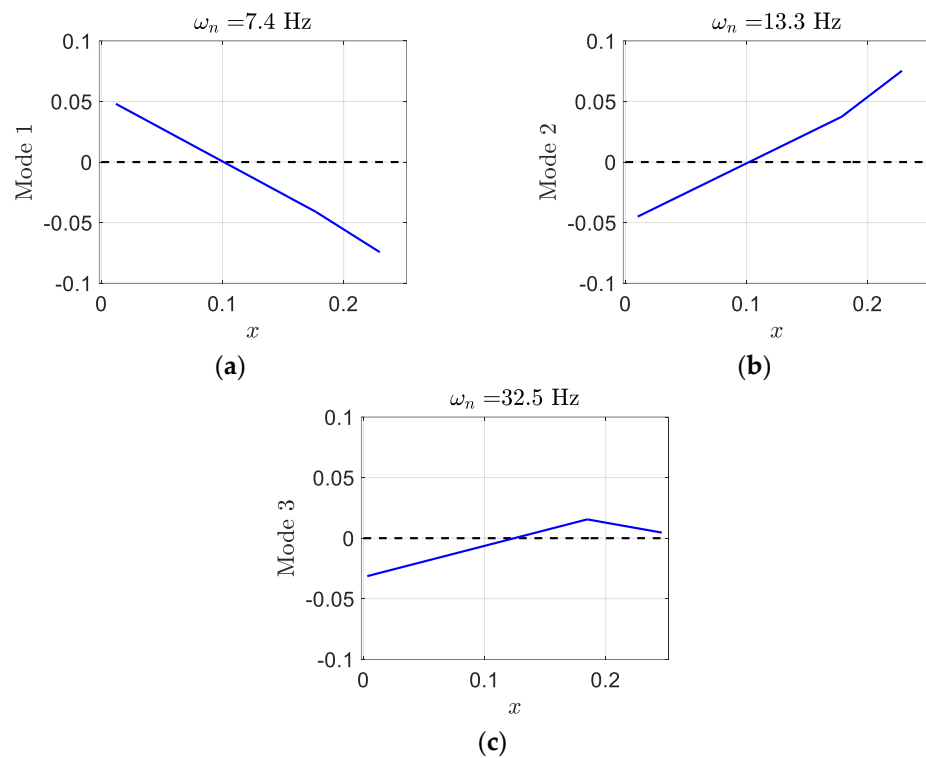 ωₙ =7.4 Hz
0.1
0.05
0
-0.05
-0.1
Mode 1
0 0.1 0.2
x
(a)
ωₙ =13.3 Hz
0.1
0.05
0
-0.05
-0.1
Mode 2
0 0.1 0.2
x
(b)
ωₙ =32.5 Hz
0.1
0.05
0
-0.05
-0.1
Mode 3
0 0.1 0.2
x
(c)